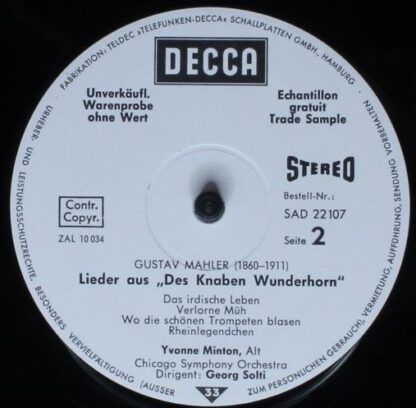 FABRIKATION: TELDEC »TELEFUNKEN-DECCA« SCHALLPLATTEN GMBH., HAMBURG
URHEBER- UND LEISTUNGSSCHUTZRECHTE. BESONDERS VERVIELFÄLTIGUNG (AUSSER ZUM PERSÖNLICHEN GEBRAUCH), VERMIETUNG, AUFFÜHRUNG, SENDUNG VORBEHALTEN
DECCA
Unverkäufl.
Warenprobe
ohne Wert
Echantillon
gratuit
Trade Sample
STEREO
Bestell-Nr.:
SAD 22107
Seite 2
Contr.
Copyr.
ZAL 10 034
GUSTAV MAHLER (1860–1911)
Lieder aus „Des Knaben Wunderhorn“
Das irdische Leben
Verlorne Müh
Wo die schönen Trompeten blasen
Rheinlegendchen
Yvonne Minton, Alt
Chicago Symphony Orchestra
Dirigent: Georg Solti
33